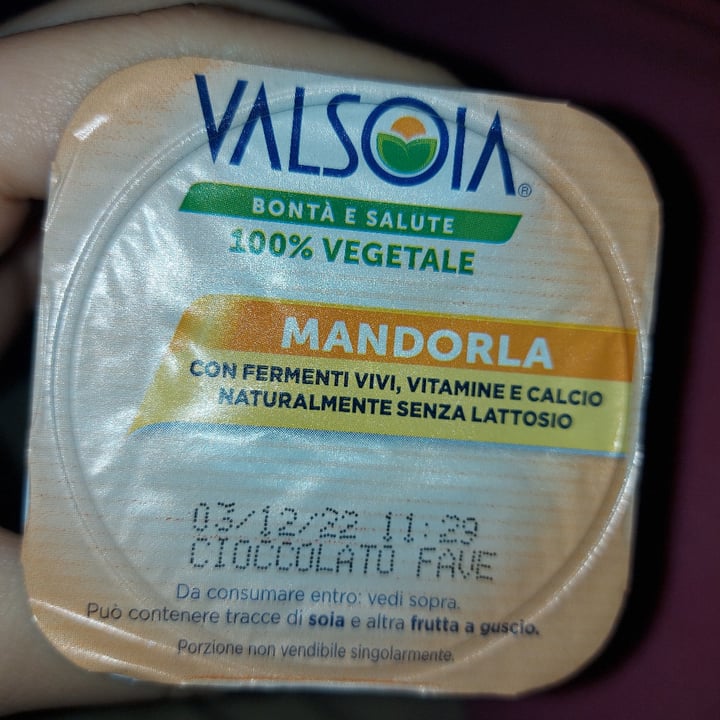 VALSOIA®
BONTÀ E SALUTE
100% VEGETALE
MANDORLA
CON FERMENTI VIVI, VITAMINE E CALCIO
NATURALMENTE SENZA LATTOSIO
03/12/22 11:29
CIOCCOLATO FAVE
Da consumare entro: vedi sopra.
Può contenere tracce di soia e altra frutta a guscio.
Porzione non vendibile singolarmente.